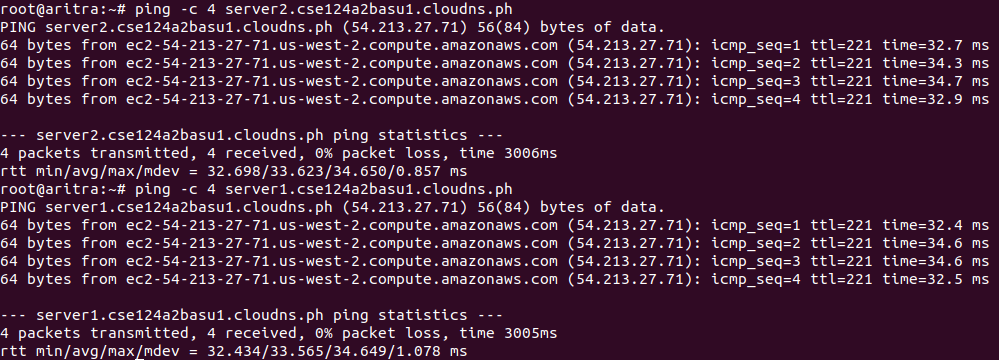 root@aritra:~# ping -c 4 server2.cse124a2basu1.cloudns.ph
PING server2.cse124a2basu1.cloudns.ph (54.213.27.71) 56(84) bytes of data.
64 bytes from ec2-54-213-27-71.us-west-2.compute.amazonaws.com (54.213.27.71): icmp_seq=1 ttl=221 time=32.7 ms
64 bytes from ec2-54-213-27-71.us-west-2.compute.amazonaws.com (54.213.27.71): icmp_seq=2 ttl=221 time=34.3 ms
64 bytes from ec2-54-213-27-71.us-west-2.compute.amazonaws.com (54.213.27.71): icmp_seq=3 ttl=221 time=34.7 ms
64 bytes from ec2-54-213-27-71.us-west-2.compute.amazonaws.com (54.213.27.71): icmp_seq=4 ttl=221 time=32.9 ms

--- server2.cse124a2basu1.cloudns.ph ping statistics ---
4 packets transmitted, 4 received, 0% packet loss, time 3006ms
rtt min/avg/max/mdev = 32.698/33.623/34.650/0.857 ms
root@aritra:~# ping -c 4 server1.cse124a2basu1.cloudns.ph
PING server1.cse124a2basu1.cloudns.ph (54.213.27.71) 56(84) bytes of data.
64 bytes from ec2-54-213-27-71.us-west-2.compute.amazonaws.com (54.213.27.71): icmp_seq=1 ttl=221 time=32.4 ms
64 bytes from ec2-54-213-27-71.us-west-2.compute.amazonaws.com (54.213.27.71): icmp_seq=2 ttl=221 time=34.6 ms
64 bytes from ec2-54-213-27-71.us-west-2.compute.amazonaws.com (54.213.27.71): icmp_seq=3 ttl=221 time=34.6 ms
64 bytes from ec2-54-213-27-71.us-west-2.compute.amazonaws.com (54.213.27.71): icmp_seq=4 ttl=221 time=32.5 ms

--- server1.cse124a2basu1.cloudns.ph ping statistics ---
4 packets transmitted, 4 received, 0% packet loss, time 3005ms
rtt min/avg/max/mdev = 32.434/33.565/34.649/1.078 ms